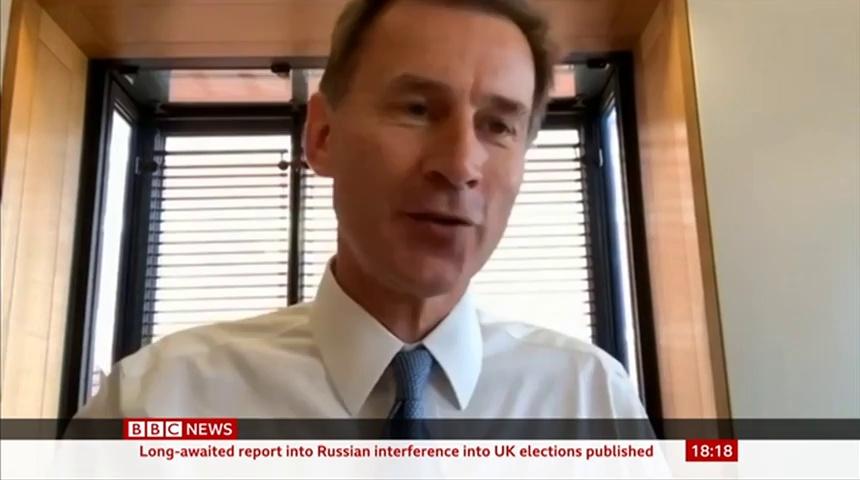 BBC NEWS
Long-awaited report into Russian interference into UK elections published
18:18